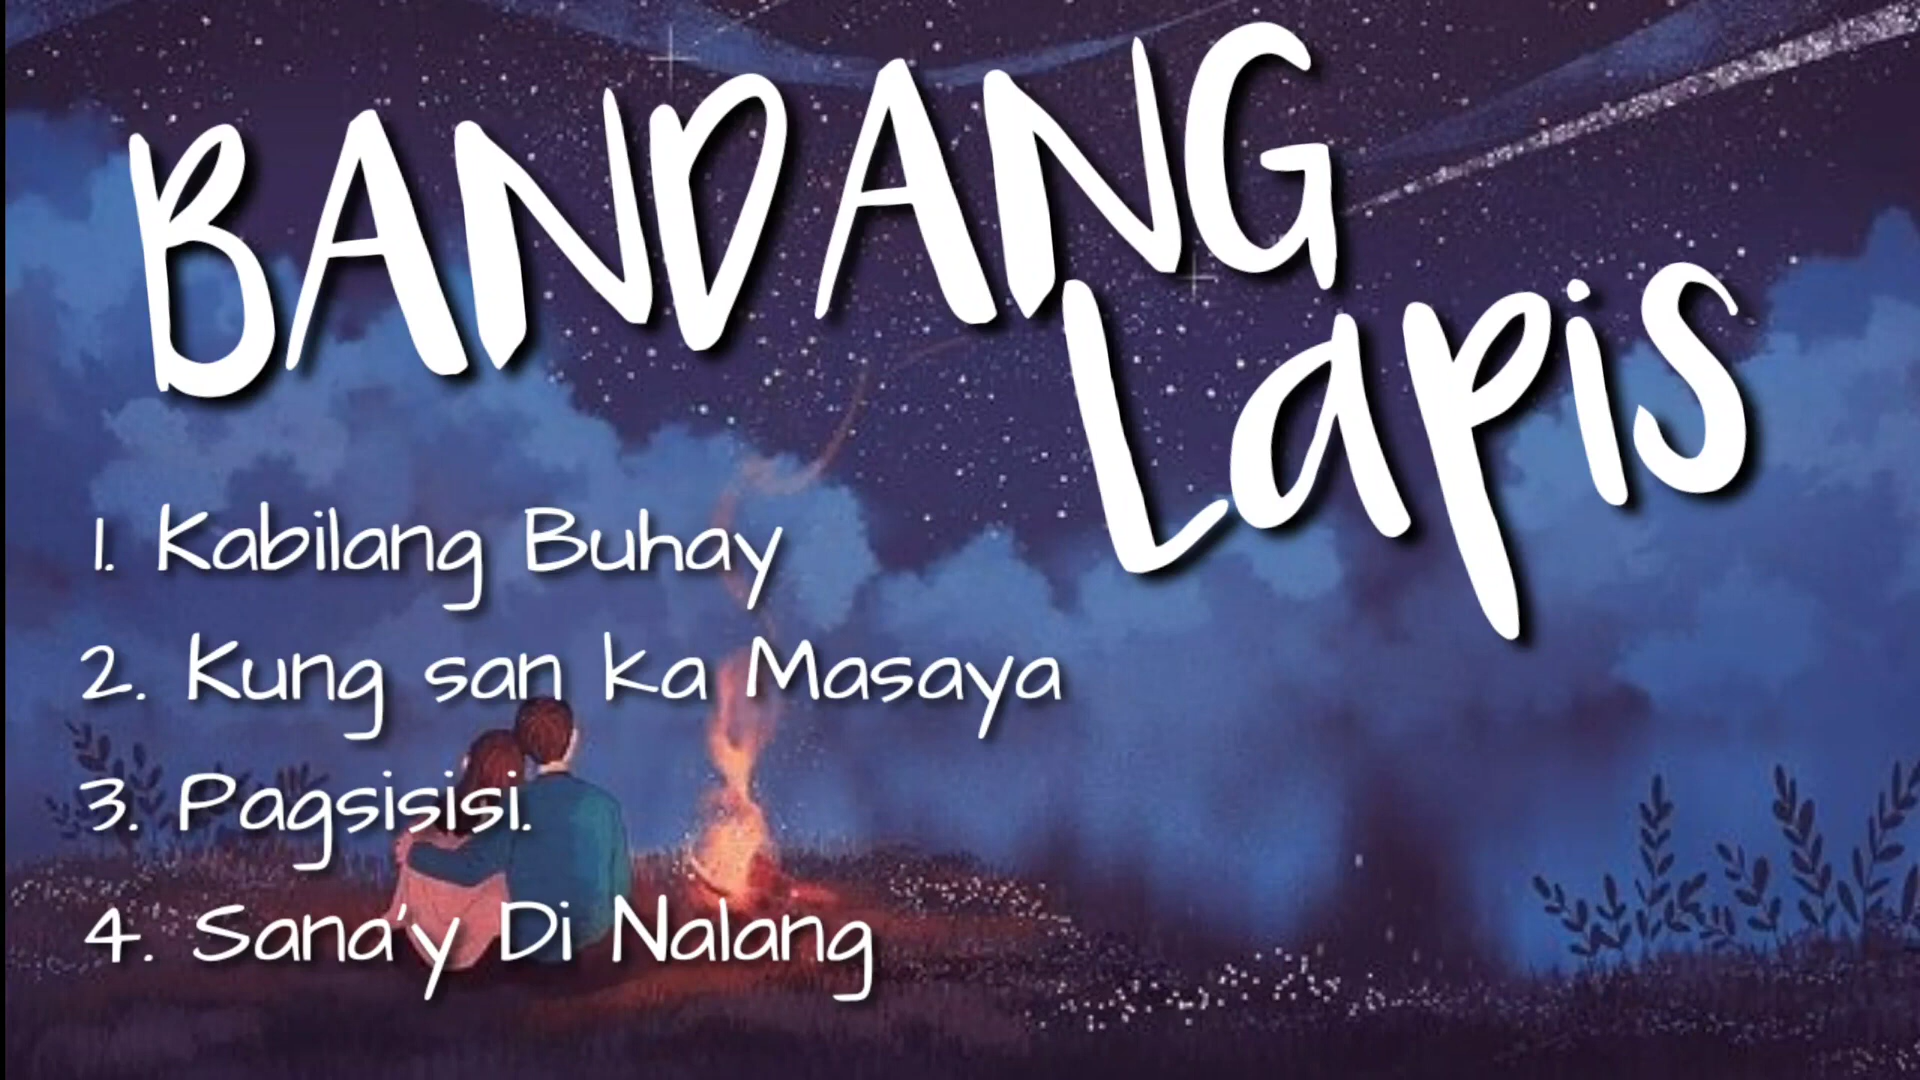 BANDANG
Lapis
1. Kabilang Buhay
2. Kung san ka Masaya
3. Pagsisisi.
4. Sana'y Di Nalang